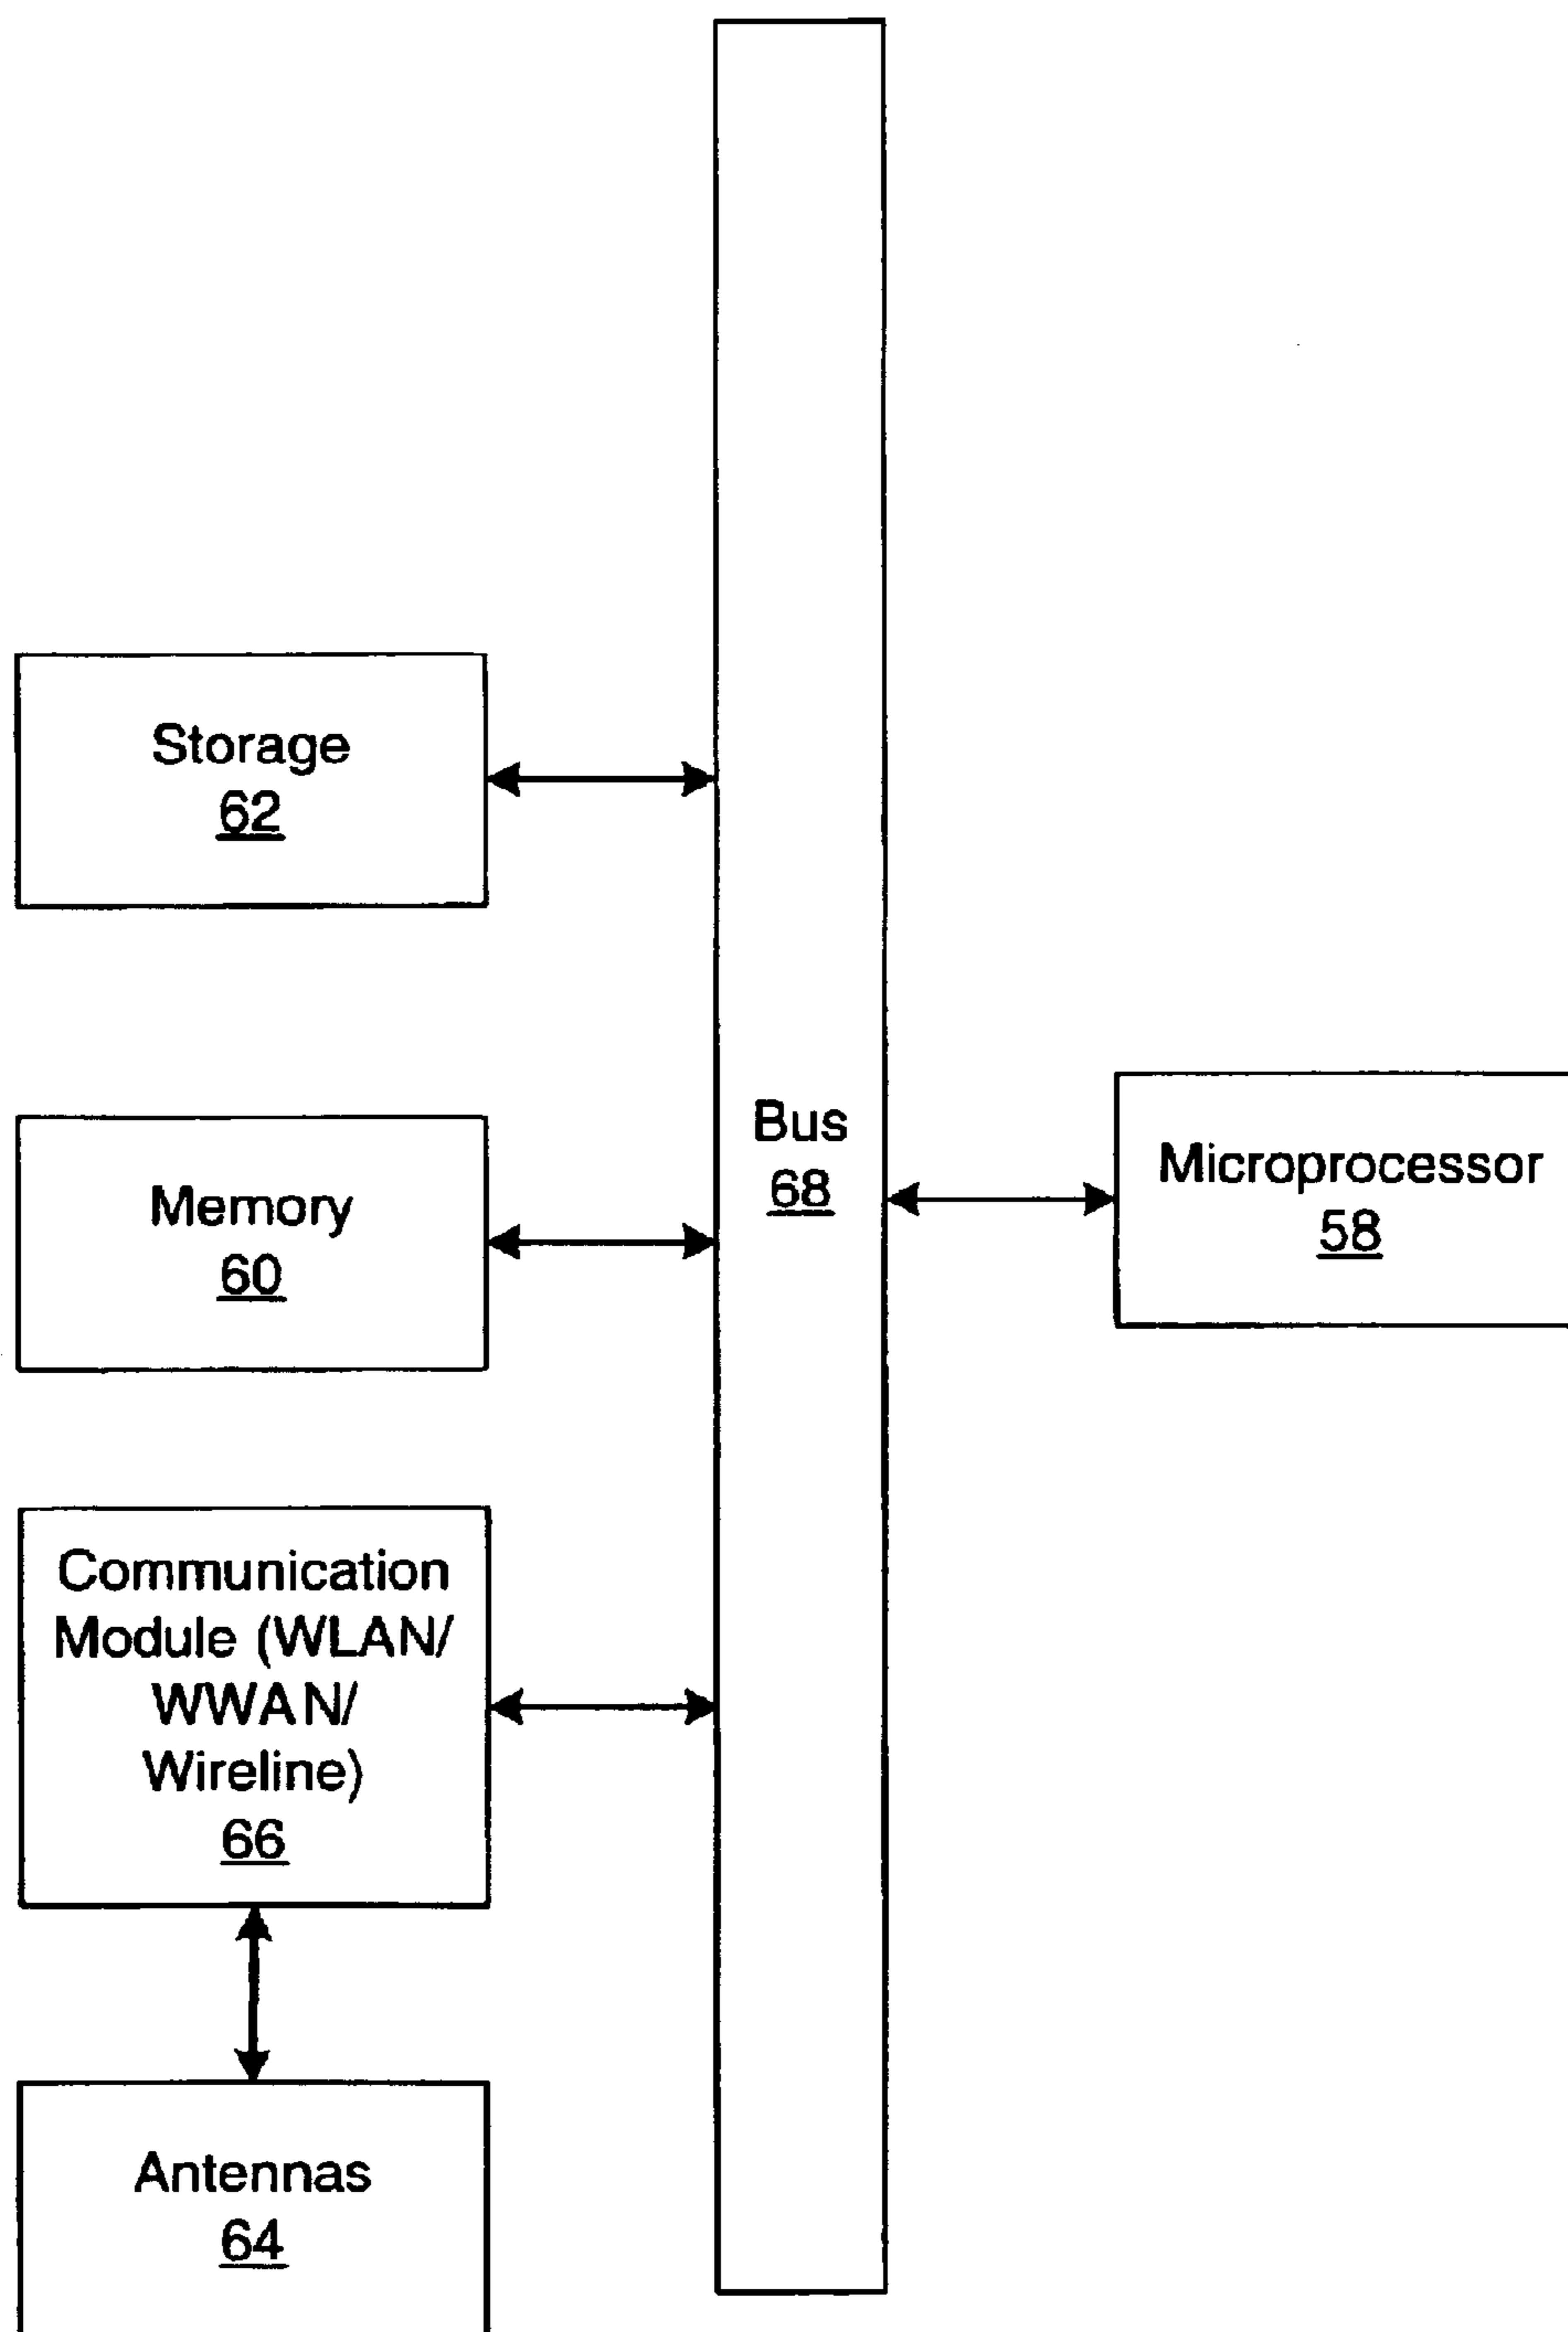 Storage
62
Memory
60
Communication
Module (WLAN/
WWAN/
Wireline)
66
Antennas
64
Bus
68
Microprocessor
58